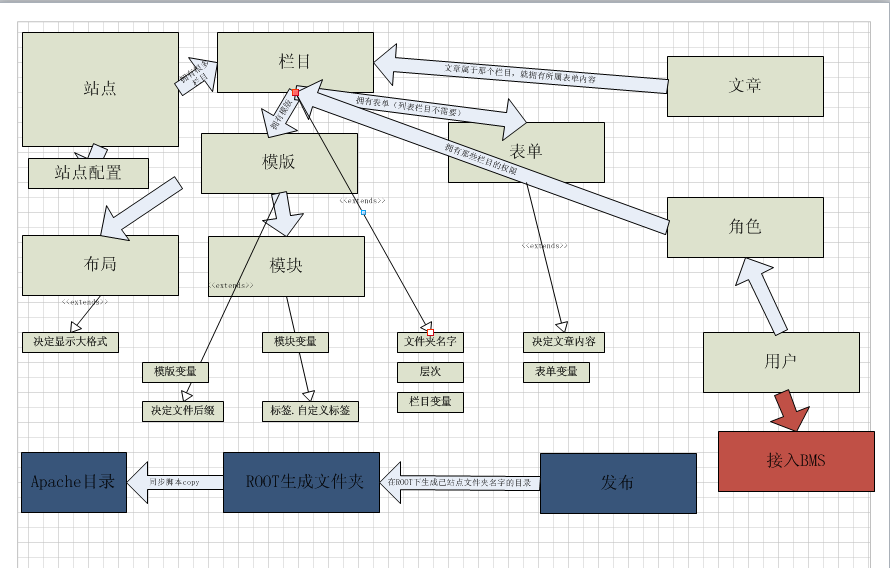 站点
拥有很多
栏目
栏目
文章属于那个栏目，就拥有所属表单内容
文章
拥有模版
拥有表单（列表栏目不需要）
表单
模版
站点配置
拥有那些栏目的权限
<<extends>>
角色
<<extends>>
布局
模块
<<extends>>
<<extends>>
决定显示大格式
模块变量
文件夹名字
决定文章内容
用户
模版变量
层次
表单变量
决定文件后缀
标签.自定义标签
栏目变量
接入BMS
Apache目录
同步脚本copy
ROOT生成文件夹
在ROOT下生成己站点文件夹名字的目录
发布